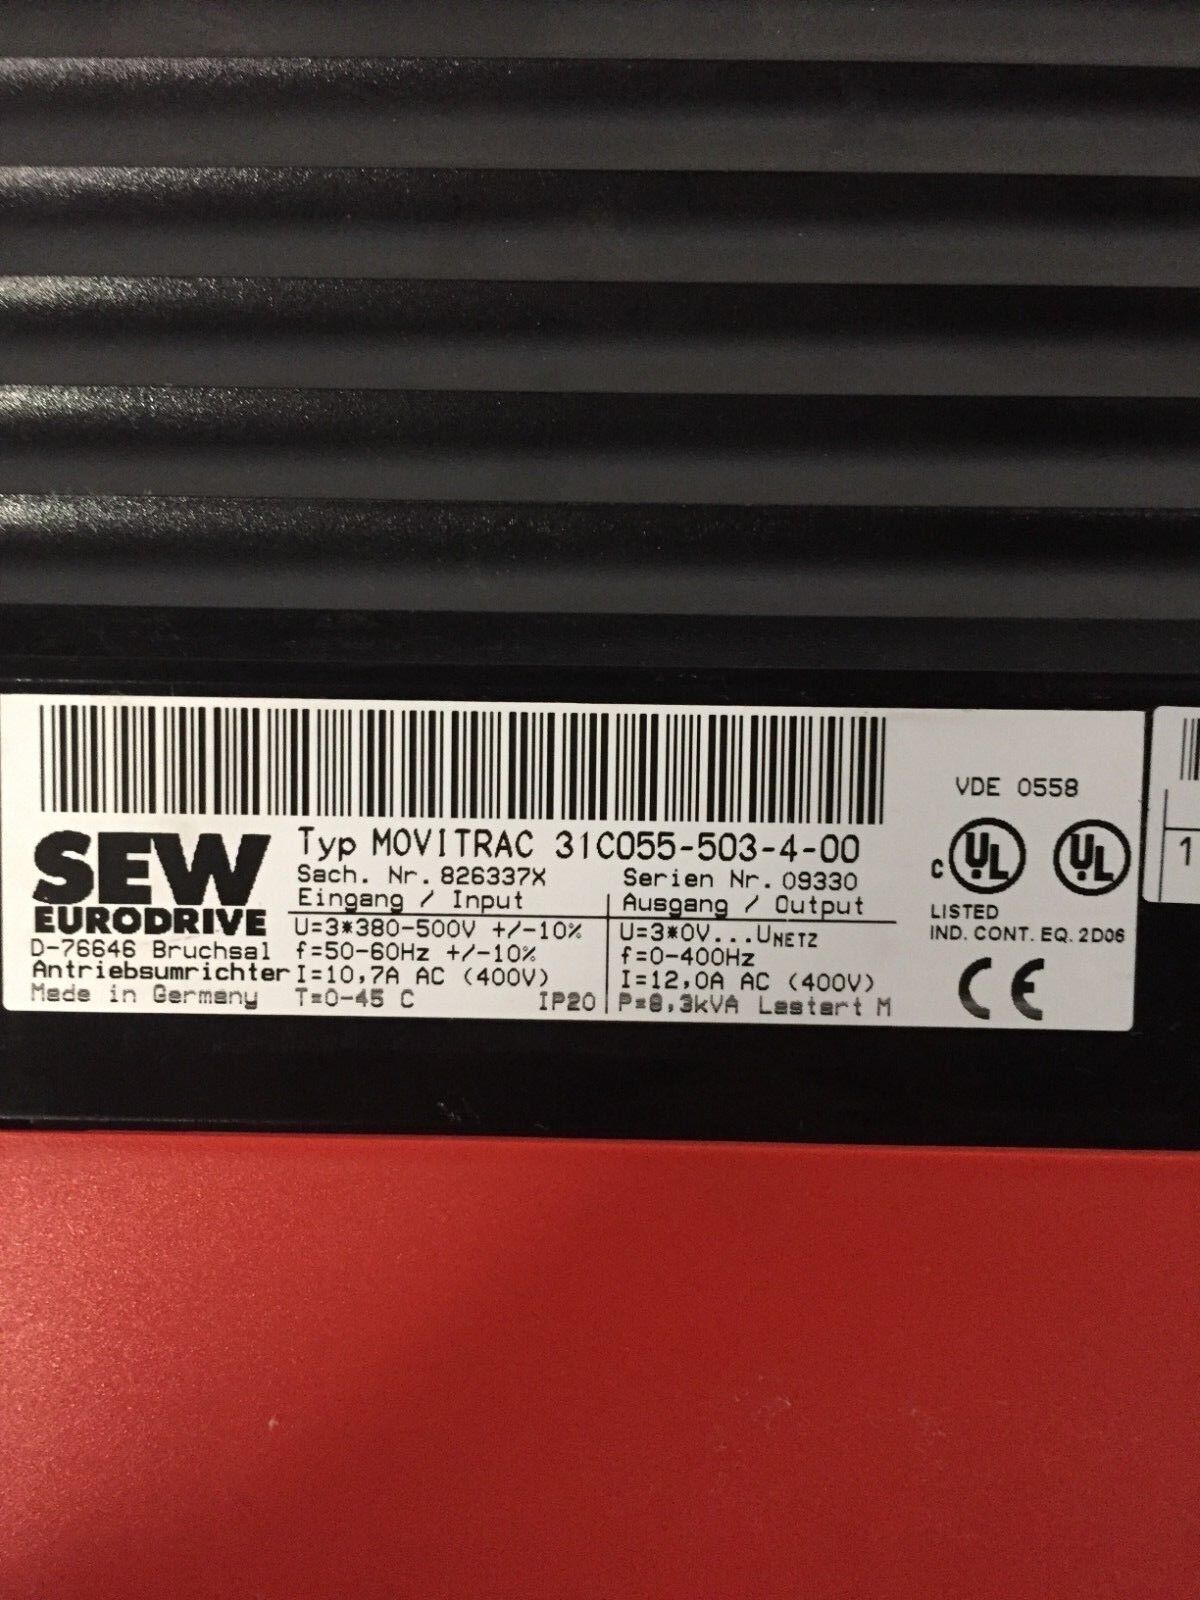 SEW
EURODRIVE
D-76646 Bruchsal
Antriebsumrichter
Made in Germany
Typ MOVITRAC 31C055-503-4-00
Sach. Nr. 826337X
Serien Nr. 09330
Eingang / Input
U=3*380-500V +/-10%
f=50-60Hz +/-10%
I=10,7A AC (400V)
T=0-45 C IP20
Ausgang / Output
U=3*0V...UNETZ
f=0-400Hz
I=12,0A AC (400V)
P=8,3kVA Lastart M
VDE 0558
c UL UL
LISTED
IND. CONT. EQ. 2D06
CE
1